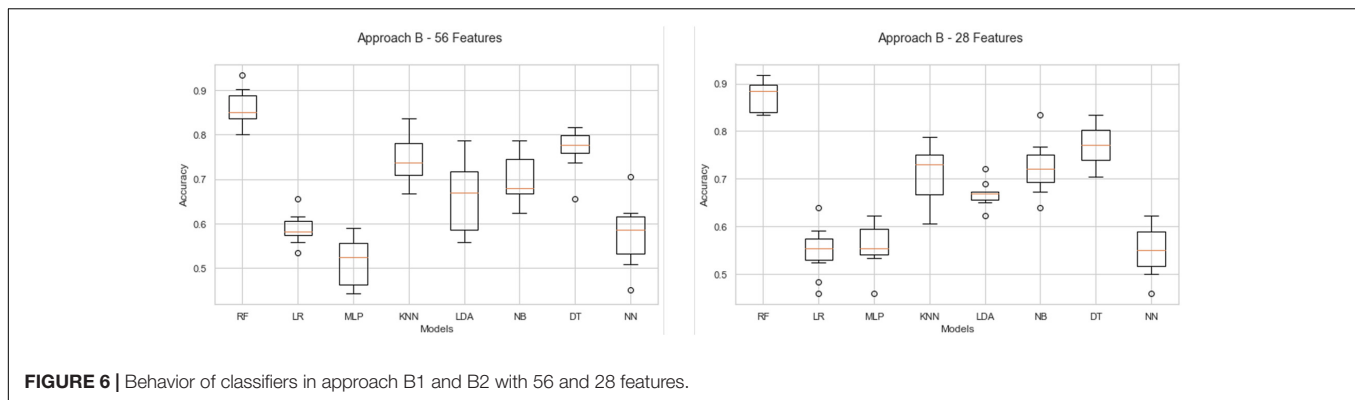 Approach B - 56 Features
Accuracy
0.9
0.8
0.7
0.6
0.5
RF LR MLP KNN LDA NB DT NN
Models
Approach B - 28 Features
Accuracy
0.9
0.8
0.7
0.6
0.5
RF LR MLP KNN LDA NB DT NN
Models
FIGURE 6 | Behavior of classifiers in approach B1 and B2 with 56 and 28 features.